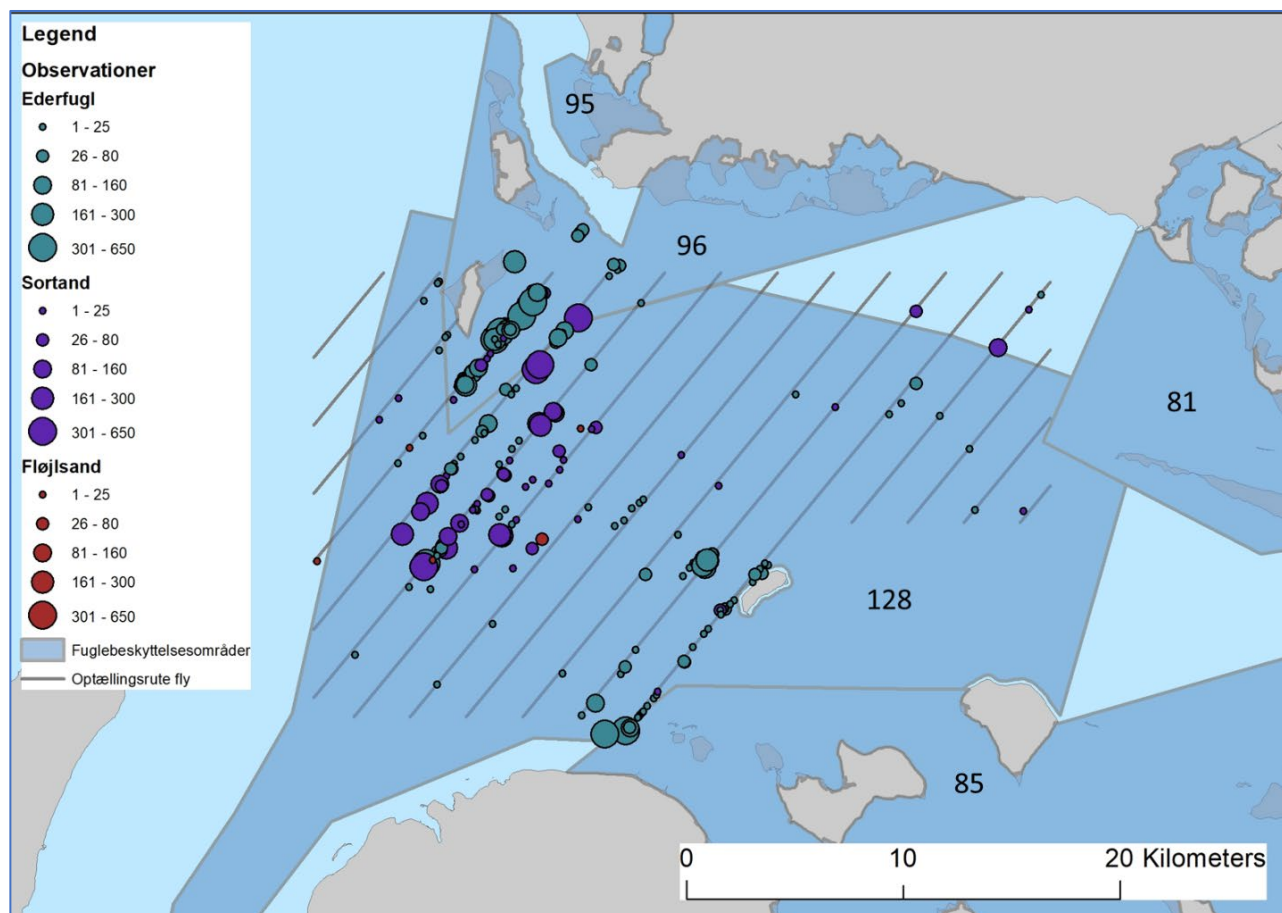 Legend
Observationer
Ederfugl
1 - 25
26 - 80
81 - 160
161 - 300
301 - 650
Sortand
1 - 25
26 - 80
81 - 160
161 - 300
301 - 650
Fløjlsand
1 - 25
26 - 80
81 - 160
161 - 300
301 - 650
Fuglebeskyttelsesområder
Optællingsrute fly
95
96
81
128
85
0 10 20 Kilometers